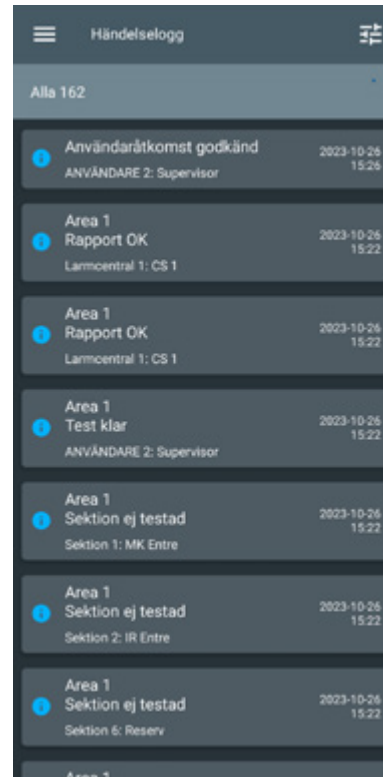 Händelselogg
Alla 162
Användaråtkomst godkänd
2023-10-26
15:26
ANVÄNDARE 2: Supervisor
Area 1
Rapport OK
2023-10-26
15:22
Larmcentral 1: CS 1
Area 1
Rapport OK
2023-10-26
15:22
Larmcentral 1: CS 1
Area 1
Test klar
2023-10-26
15:22
ANVÄNDARE 2: Supervisor
Area 1
Sektion ej testad
2023-10-26
15:22
Sektion 1: MK Entre
Area 1
Sektion ej testad
2023-10-26
15:22
Sektion 2: IR Entre
Area 1
Sektion ej testad
2023-10-26
15:22
Sektion 6: Reserv
Area 1